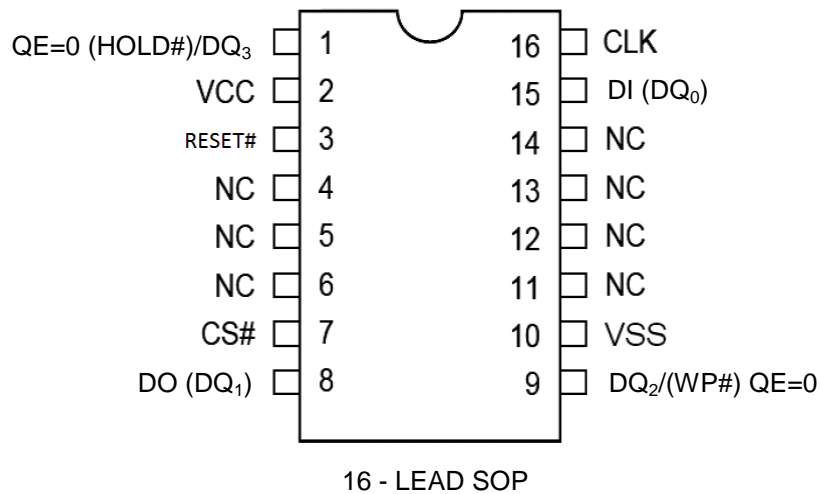 QE=0 (HOLD#)/DQ₃ 1 16 CLK
VCC 2 15 DI (DQ₀)
RESET# 3 14 NC
NC 4 13 NC
NC 5 12 NC
NC 6 11 NC
CS# 7 10 VSS
DO (DQ₁) 8 9 DQ₂/(WP#) QE=0
16 - LEAD SOP